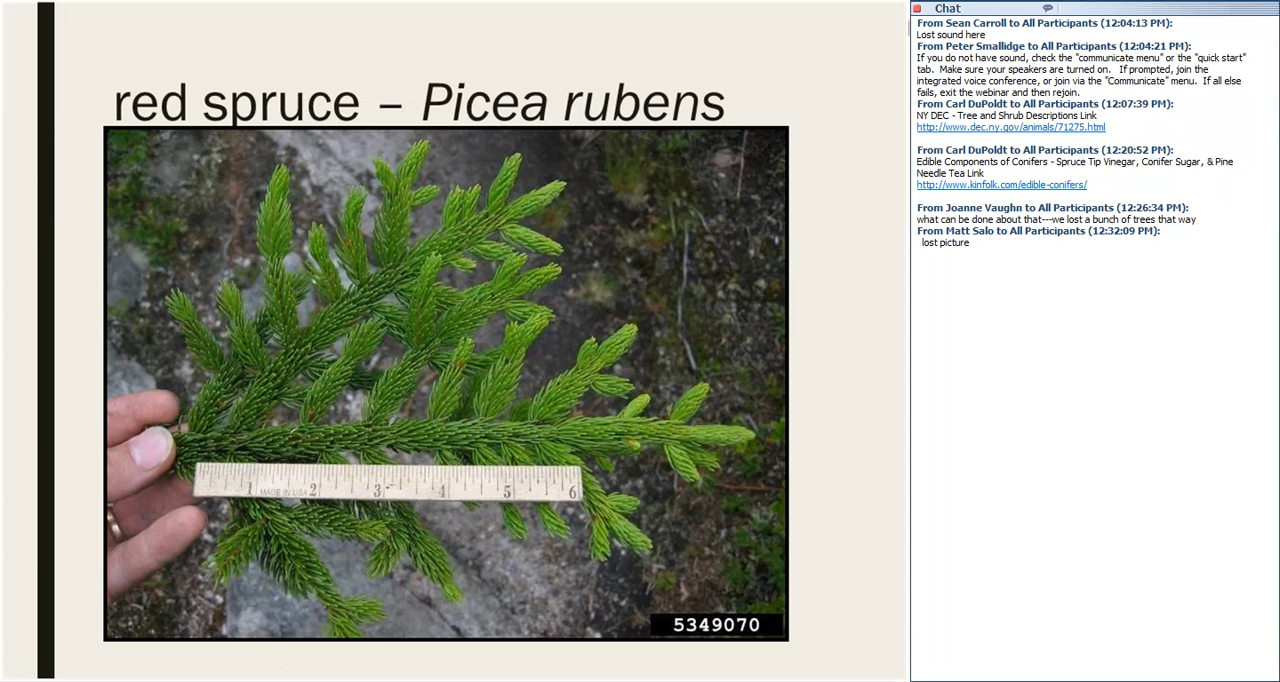 red spruce – Picea rubens
1 MADE IN USA 2 3 4 5 6
5349070
Chat
From Sean Carroll to All Participants (12:04:13 PM):
Lost sound here
From Peter Smallidge to All Participants (12:04:21 PM):
If you do not have sound, check the "communicate menu" or the "quick start"
tab. Make sure your speakers are turned on. If prompted, join the
integrated voice conference, or join via the "Communicate" menu. If all else
fails, exit the webinar and then rejoin.
From Carl DuPoldt to All Participants (12:07:39 PM):
NY DEC - Tree and Shrub Descriptions Link
http://www.dec.ny.gov/animals/71275.html
From Carl DuPoldt to All Participants (12:20:52 PM):
Edible Components of Conifers - Spruce Tip Vinegar, Conifer Sugar, & Pine
Needle Tea Link
http://www.kinfolk.com/edible-conifers/
From Joanne Vaughn to All Participants (12:26:34 PM):
what can be done about that---we lost a bunch of trees that way
From Matt Salo to All Participants (12:32:09 PM):
lost picture